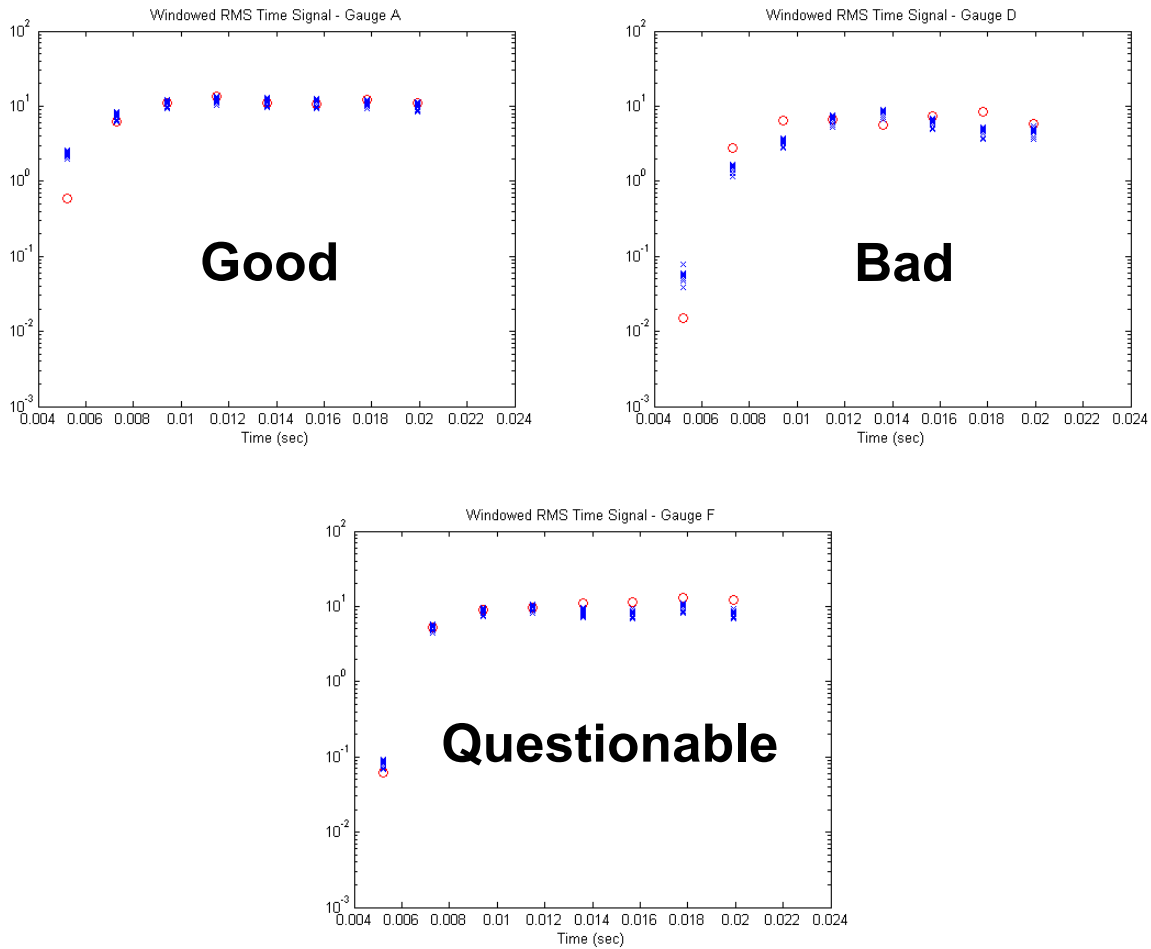 Windowed RMS Time Signal - Gauge A
10^2
10^1
10^0
10^-1
10^-2
10^-3
0.004 0.006 0.008 0.01 0.012 0.014 0.016 0.018 0.02 0.022 0.024
Time (sec)
Good
Windowed RMS Time Signal - Gauge D
10^2
10^1
10^0
10^-1
10^-2
10^-3
0.004 0.006 0.008 0.01 0.012 0.014 0.016 0.018 0.02 0.022 0.024
Time (sec)
Bad
Windowed RMS Time Signal - Gauge F
10^2
10^1
10^0
10^-1
10^-2
10^-3
0.004 0.006 0.008 0.01 0.012 0.014 0.016 0.018 0.02 0.022 0.024
Time (sec)
Questionable